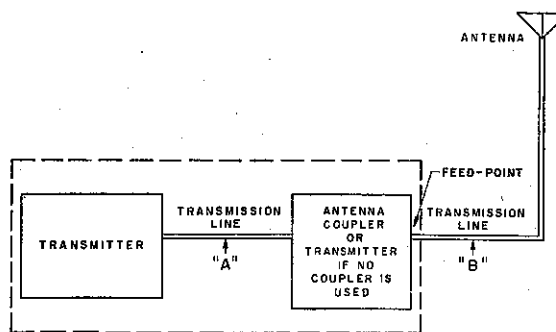 ANTENNA
FEED-POINT
TRANSMITTER
TRANSMISSION
LINE
"A"
ANTENNA
COUPLER
OR
TRANSMITTER
IF NO
COUPLER IS
USED
TRANSMISSION
LINE
"B"